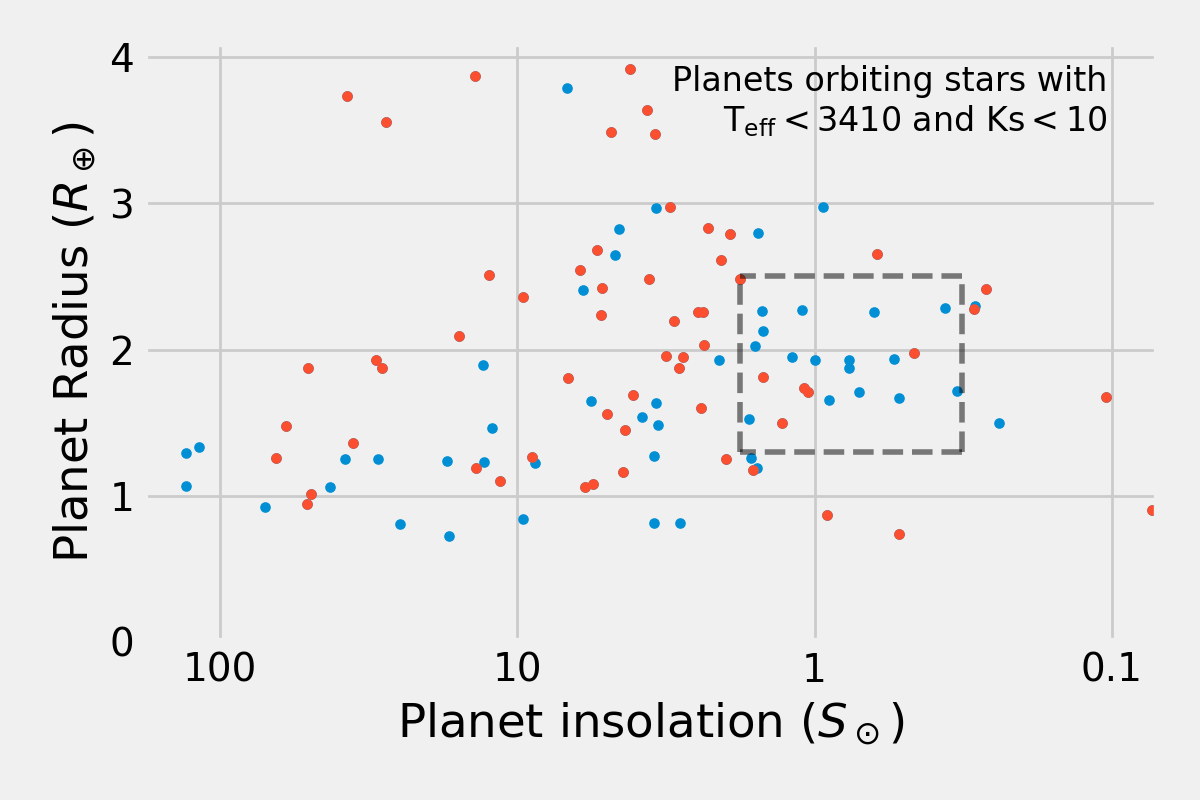 Planets orbiting stars with
T_eff < 3410 and Ks < 10
4
3
2
1
0
Planet Radius (R⊕)
100 10 1 0.1
Planet insolation (S⊙)